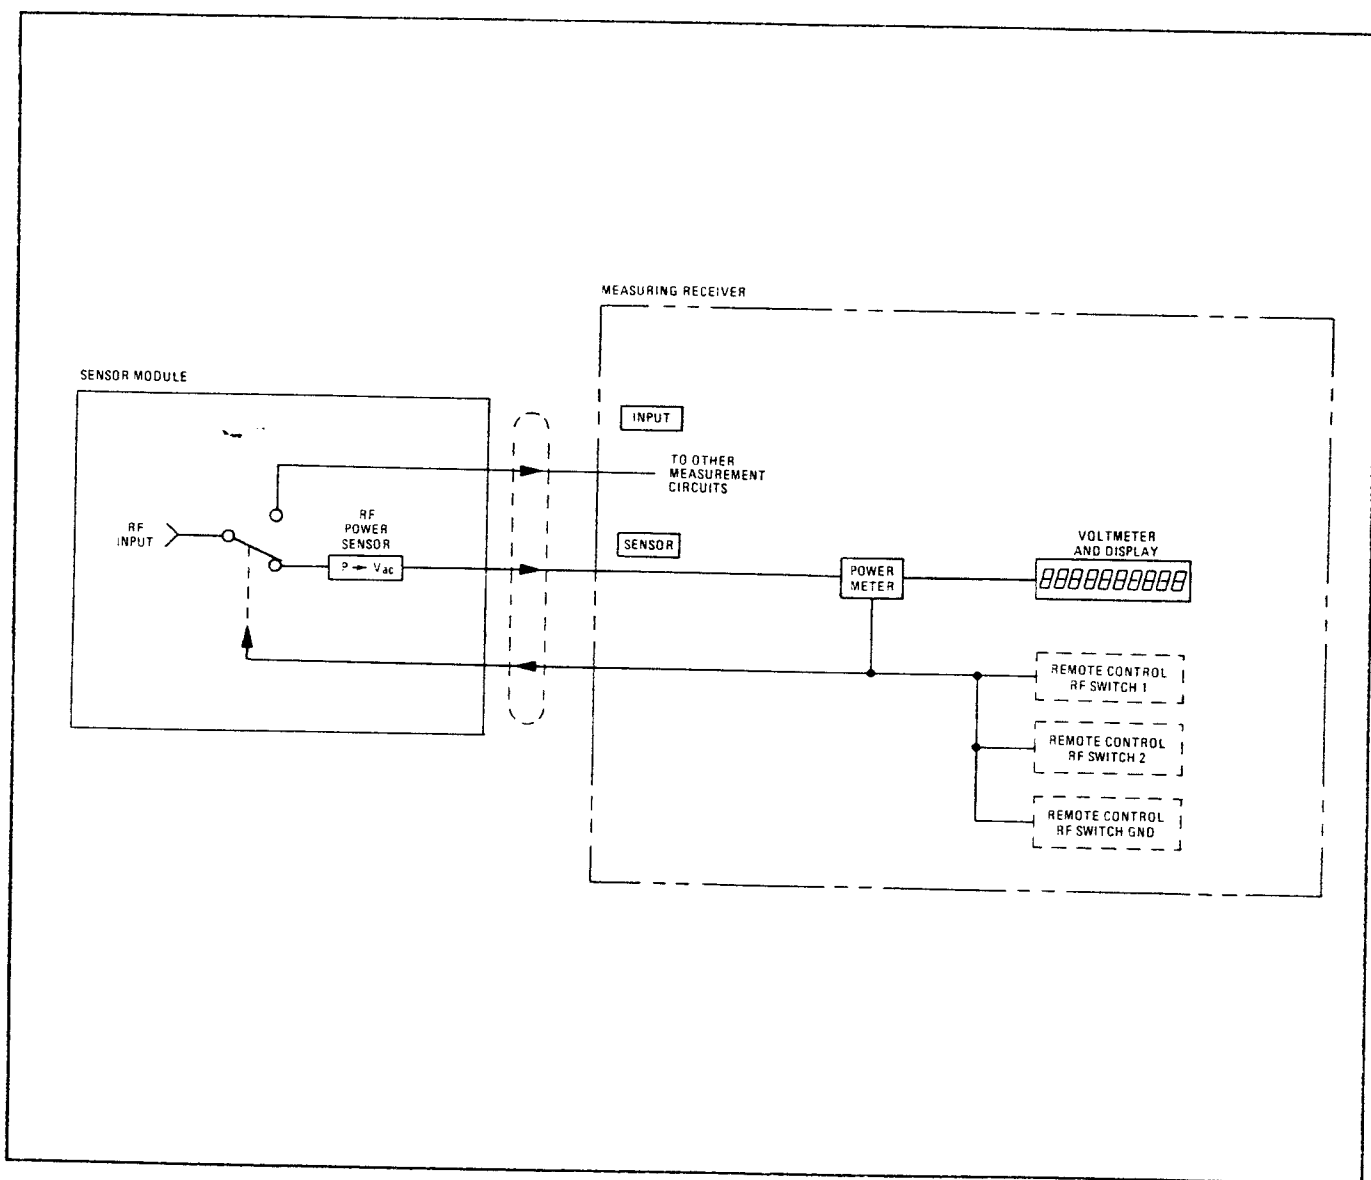 MEASURING RECEIVER
SENSOR MODULE
INPUT
TO OTHER
MEASUREMENT
CIRCUITS
RF
INPUT
RF
POWER
SENSOR
P → Vac
SENSOR
POWER
METER
VOLTMETER
AND DISPLAY
8888888888
REMOTE CONTROL
RF SWITCH 1
REMOTE CONTROL
RF SWITCH 2
REMOTE CONTROL
RF SWITCH GND